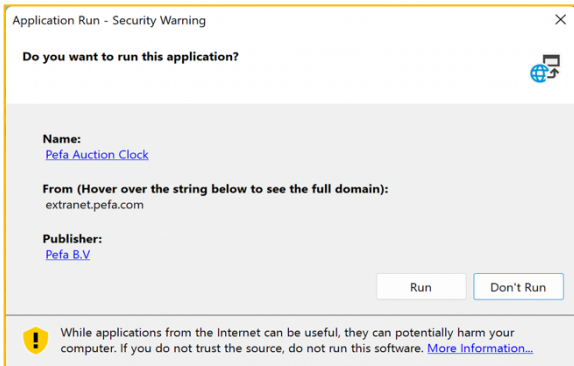 Application Run - Security Warning
Do you want to run this application?
Name:
Pefa Auction Clock
From (Hover over the string below to see the full domain):
extranet.pefa.com
Publisher:
Pefa B.V
Run
Don't Run
While applications from the Internet can be useful, they can potentially harm your
computer. If you do not trust the source, do not run this software. More Information...